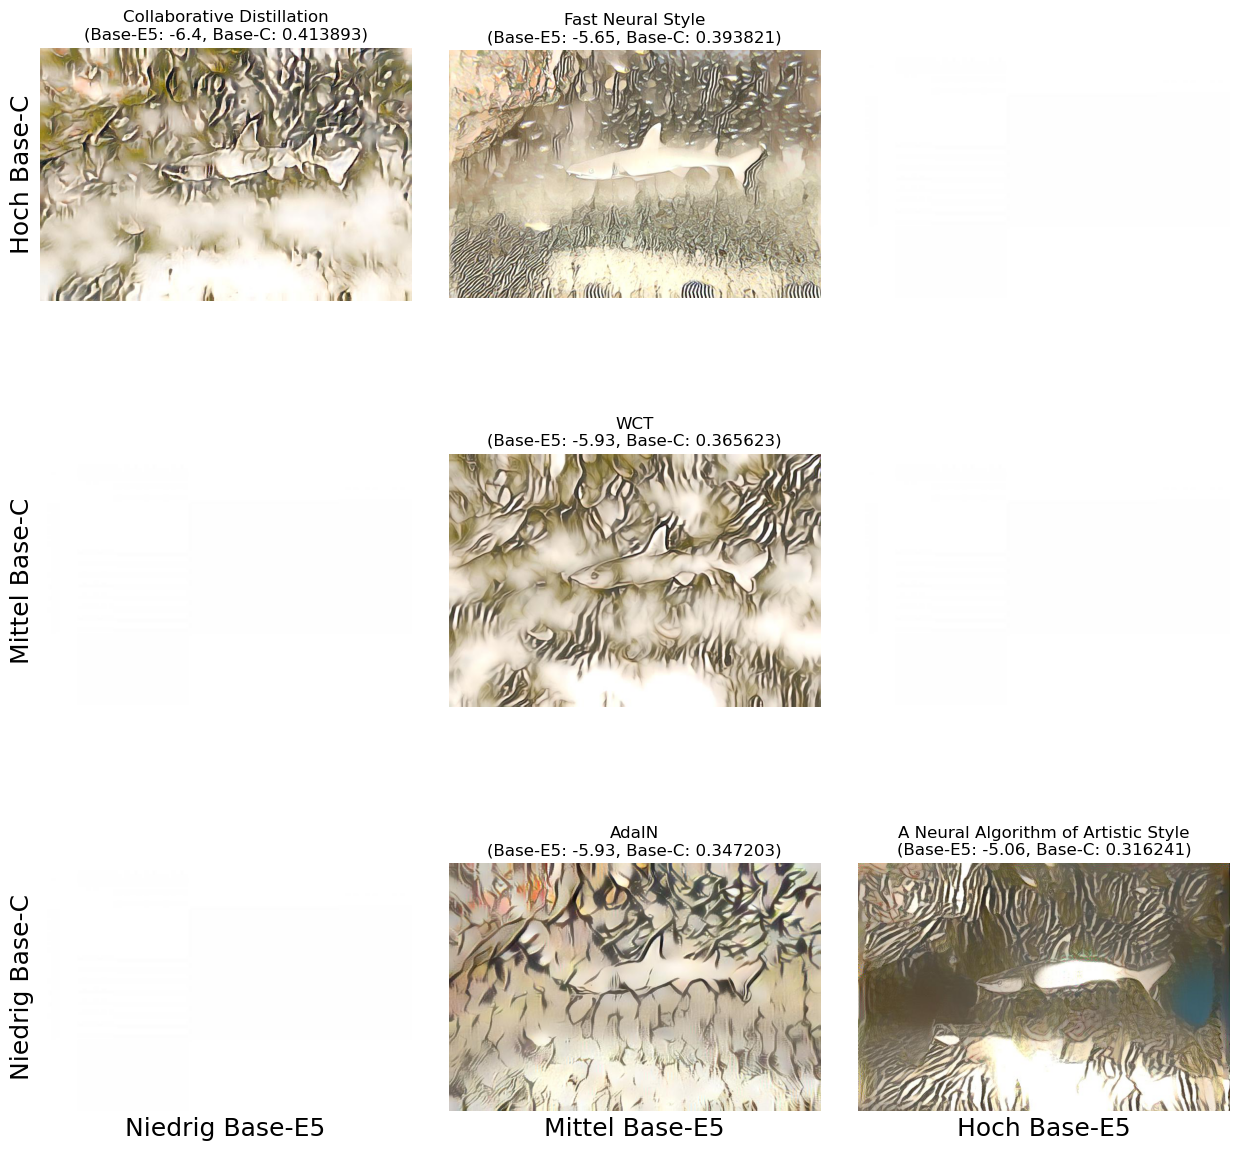 Collaborative Distillation
(Base-E5: -6.4, Base-C: 0.413893)
Fast Neural Style
(Base-E5: -5.65, Base-C: 0.393821)
Hoch Base-C
WCT
(Base-E5: -5.93, Base-C: 0.365623)
Mittel Base-C
AdaIN
(Base-E5: -5.93, Base-C: 0.347203)
A Neural Algorithm of Artistic Style
(Base-E5: -5.06, Base-C: 0.316241)
Niedrig Base-C
Niedrig Base-E5
Mittel Base-E5
Hoch Base-E5